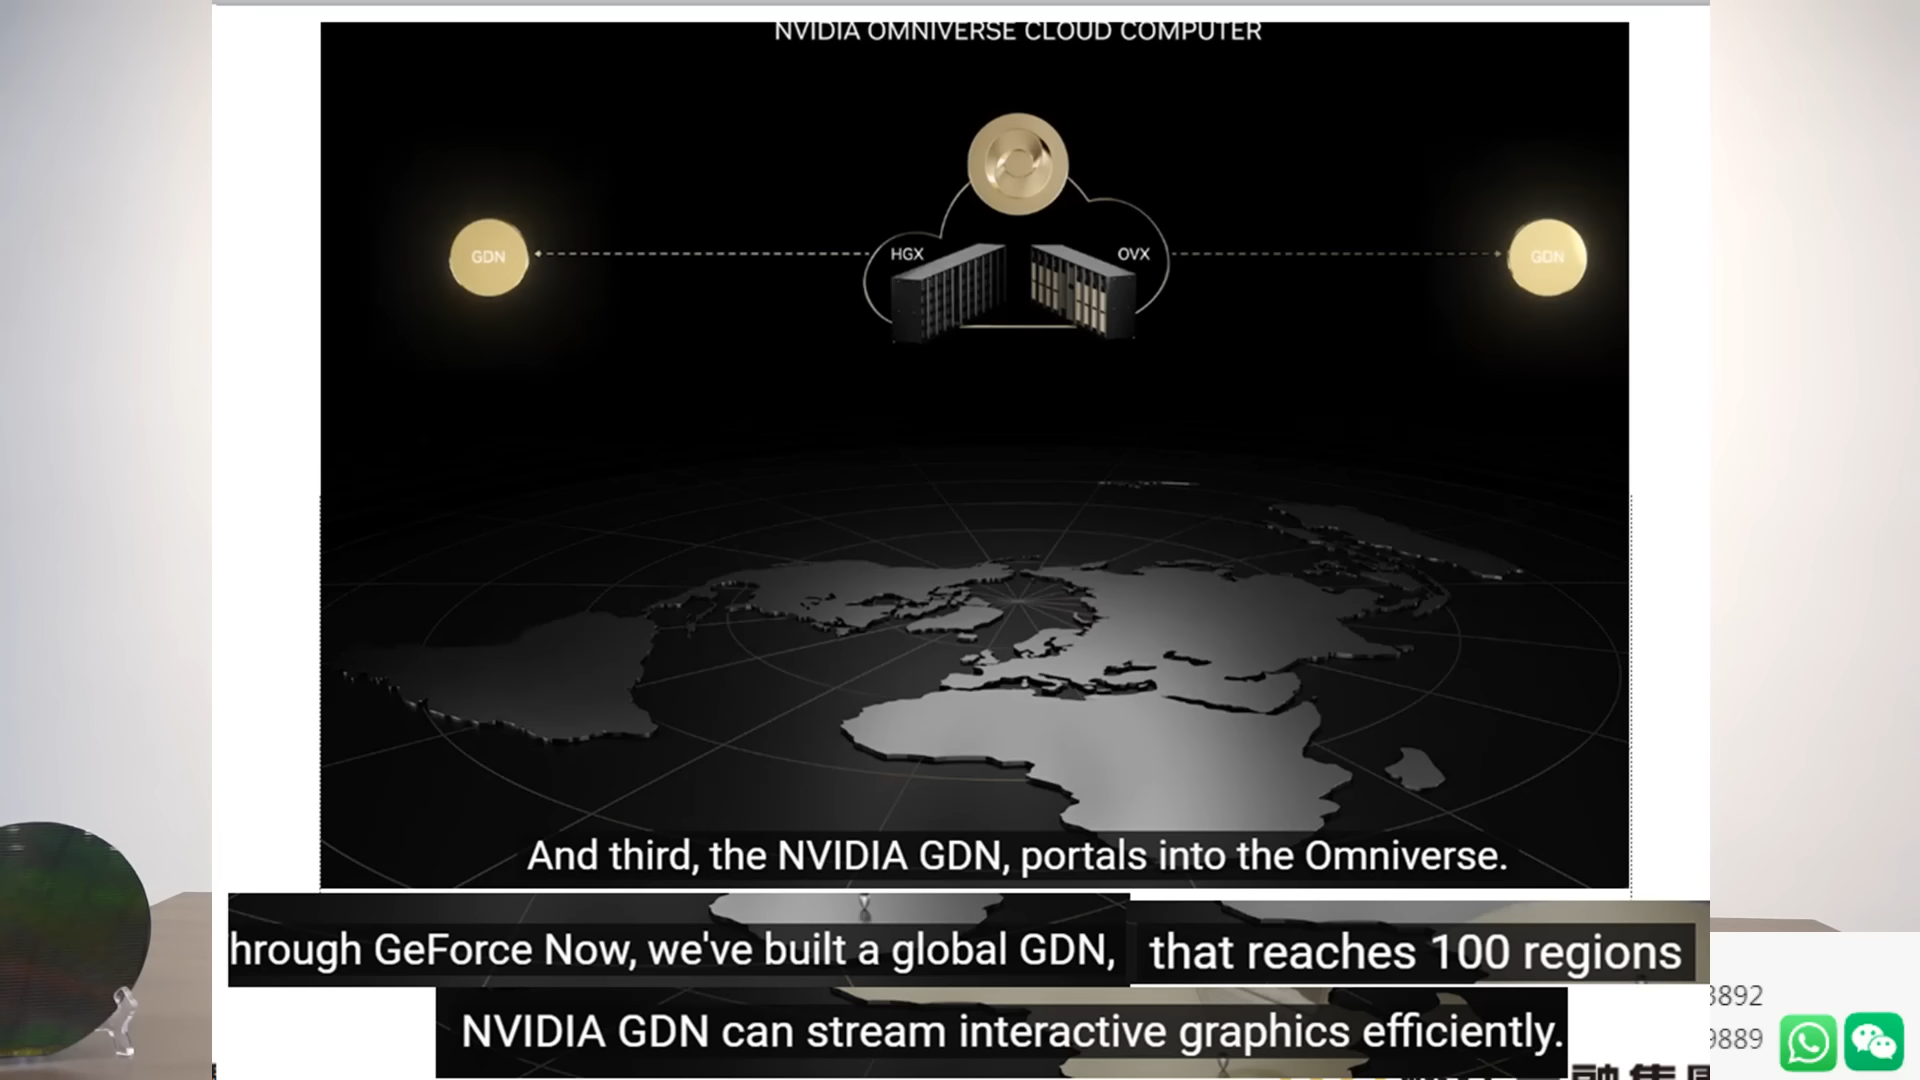 NVIDIA OMNIVERSE CLOUD COMPUTER
GDN
HGX
OVX
GDN
And third, the NVIDIA GDN, portals into the Omniverse.
hrough GeForce Now, we've built a global GDN,
that reaches 100 regions
NVIDIA GDN can stream interactive graphics efficiently.
8892
9889